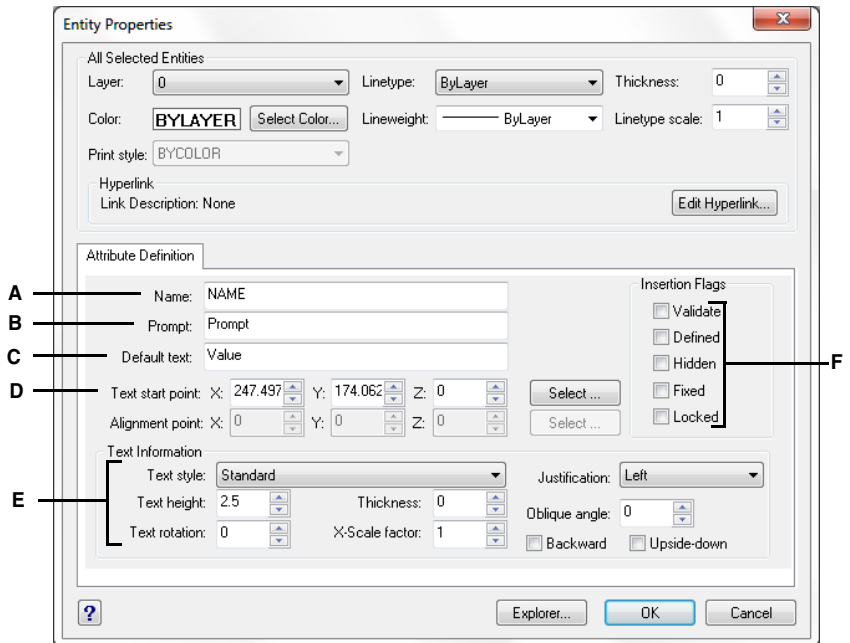 Entity Properties
x
All Selected Entities
Layer: 0 Linetype: ByLayer Thickness: 0
Color: BYLAYER Select Color... Lineweight: ByLayer Linetype scale: 1
Print style: BYCOLOR
Hyperlink
Link Description: None Edit Hyperlink...
Attribute Definition
A Name: NAME
B Prompt: Prompt
C Default text: Value
D Text start point: X: 247.497 Y: 174.062 Z: 0 Select ...
Alignment point: X: 0 Y: 0 Z: 0 Select ...
Insertion Flags
Validate
Defined
Hidden
Fixed
Locked
F
Text Information
E Text style: Standard Justification: Left
Text height: 2.5 Thickness: 0 Oblique angle: 0
Text rotation: 0 X-Scale factor: 1 Backward Upside-down
? Explorer... OK Cancel